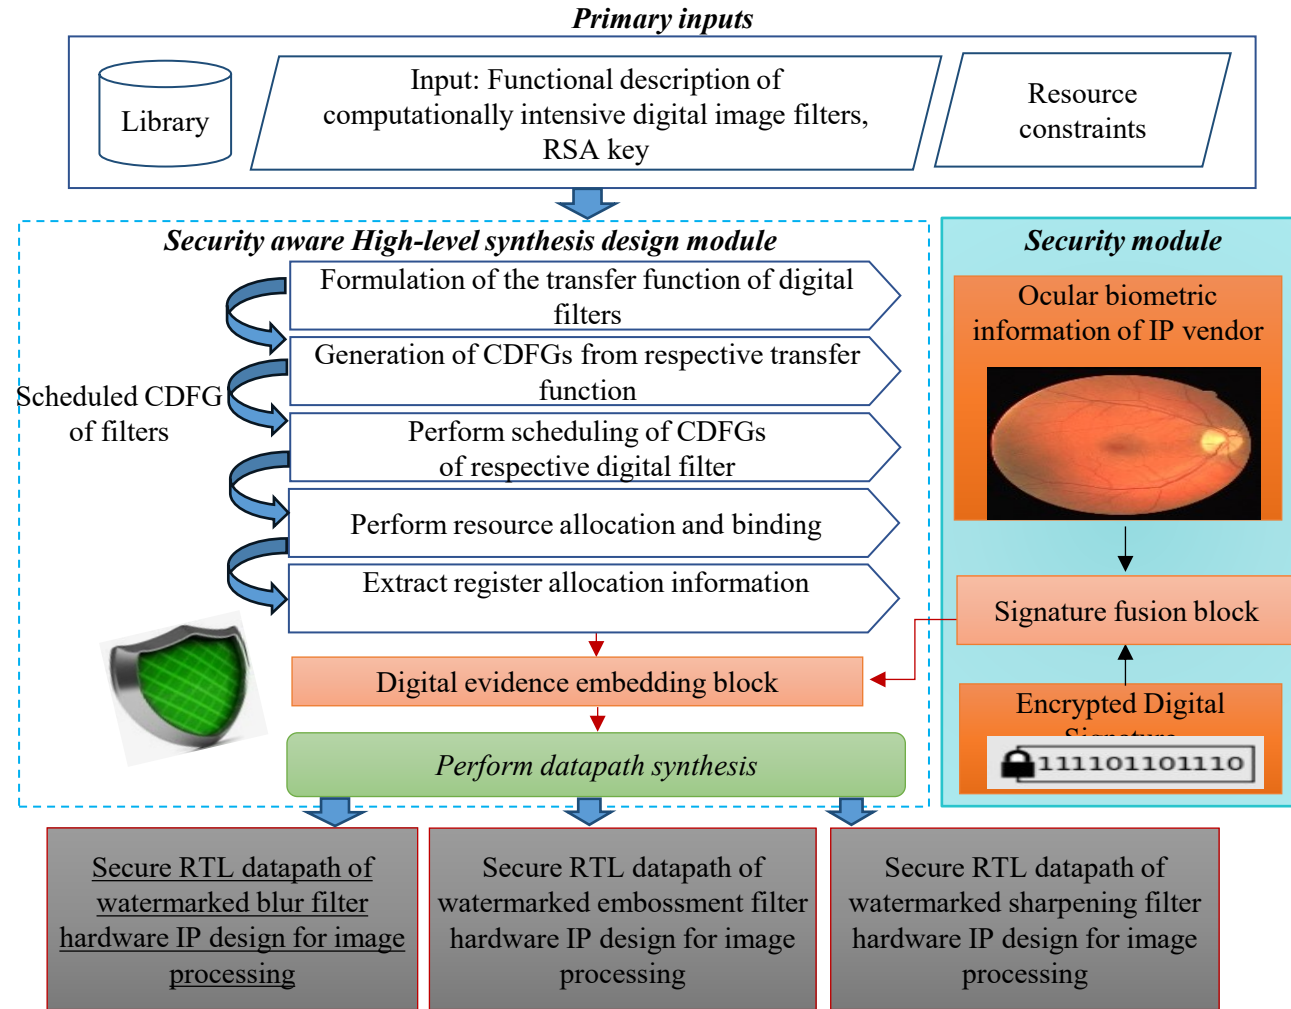 Primary inputs
Library
Input: Functional description of
computationally intensive digital image filters,
RSA key
Resource
constraints
Security aware High-level synthesis design module
Formulation of the transfer function of digital
filters
Generation of CDFGs from respective transfer
function
Scheduled CDFG
of filters
Perform scheduling of CDFGs
of respective digital filter
Perform resource allocation and binding
Extract register allocation information
Digital evidence embedding block
Perform datapath synthesis
Security module
Ocular biometric
information of IP vendor
Signature fusion block
Encrypted Digital
Signature
111101101110
Secure RTL datapath of
watermarked blur filter
hardware IP design for image
processing
Secure RTL datapath of
watermarked embossment filter
hardware IP design for image
processing
Secure RTL datapath of
watermarked sharpening filter
hardware IP design for image
processing